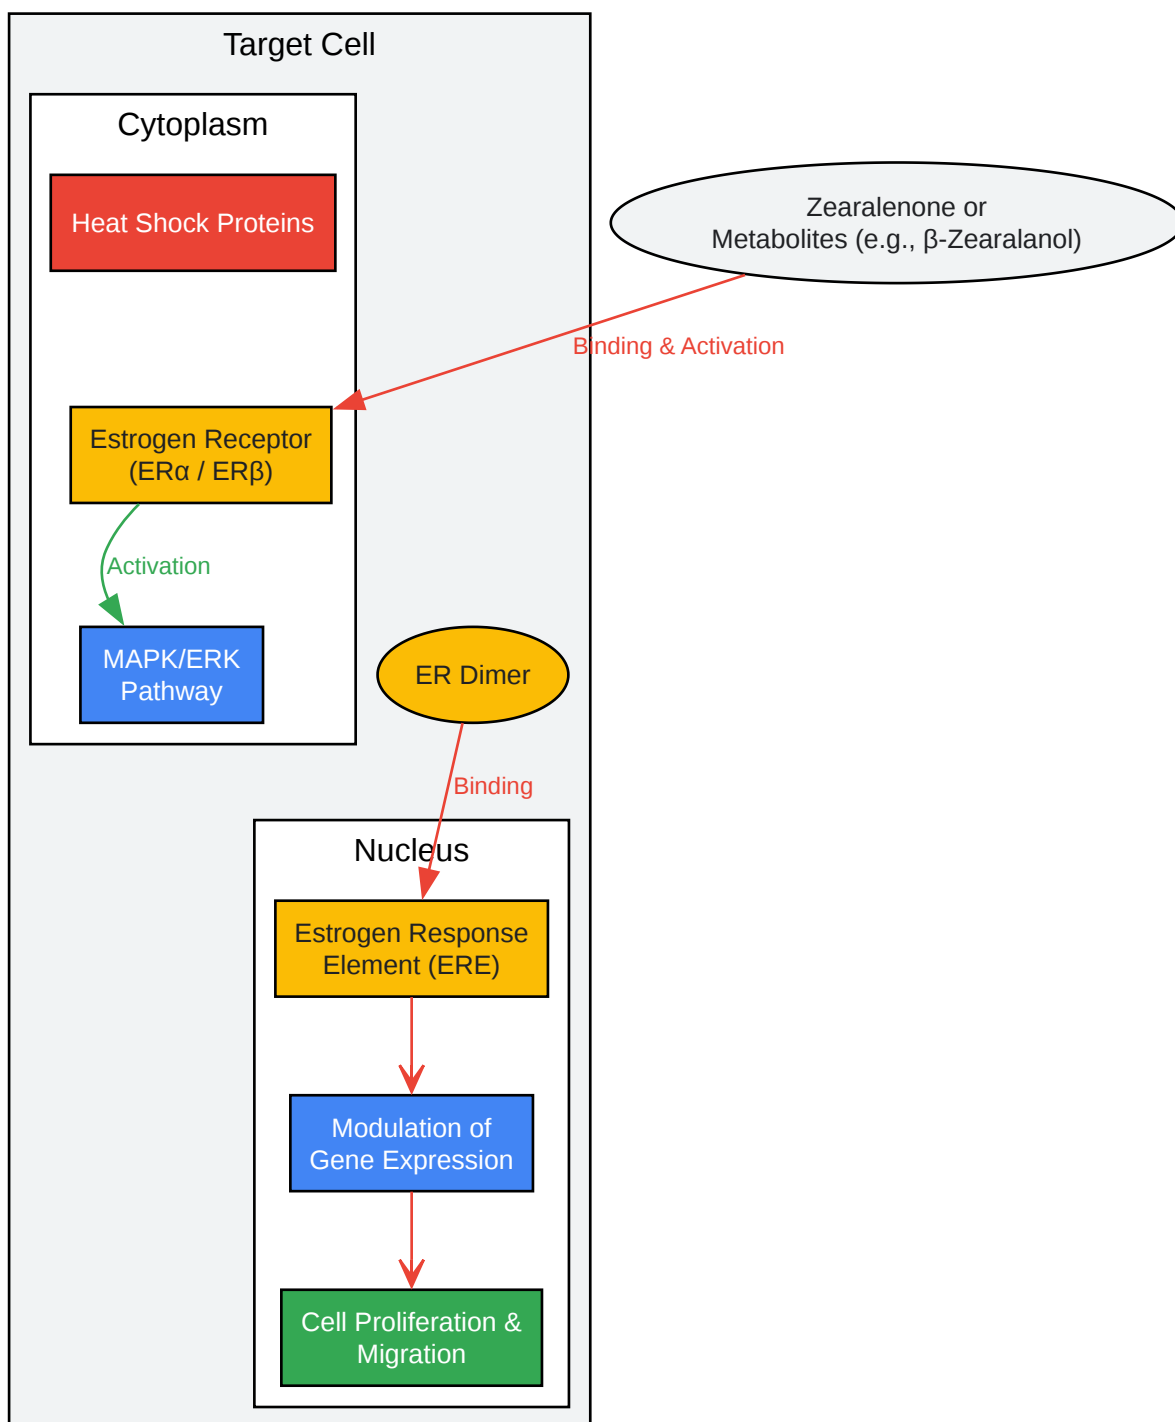 Target Cell
Cytoplasm
Heat Shock Proteins
Zearalenone or
Metabolites (e.g., β-Zearalanol)
Binding & Activation
Estrogen Receptor
(ERα / ERβ)
Activation
MAPK/ERK
Pathway
ER Dimer
Binding
Nucleus
Estrogen Response
Element (ERE)
Modulation of
Gene Expression
Cell Proliferation &
Migration